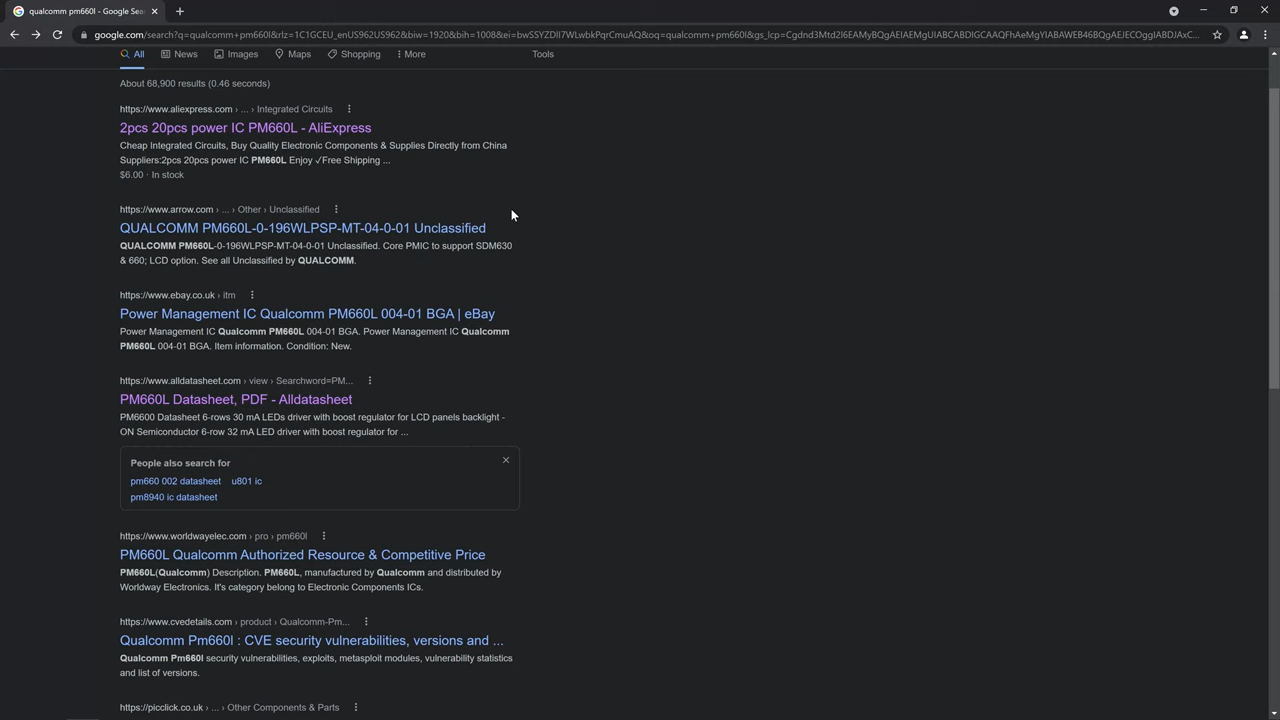 qualcomm pm660l - Google Sea
google.com/search?q=qualcomm+pm660l&rlz=1C1GCEU_enUS962US962&biw=1920&bih=1008&ei=
All News Images Maps Shopping More Tools
About 68,900 results (0.46 seconds)
https://www.aliexpress.com › ... › Integrated Circuits
2pcs 20pcs power IC PM660L - AliExpress
Cheap Integrated Circuits, Buy Quality Electronic Components & Supplies Directly from China
Suppliers:2pcs 20pcs power IC PM660L Enjoy ✓Free Shipping ...
$6.00 · In stock
https://www.arrow.com › ... › Other › Unclassified
QUALCOMM PM660L-0-196WLPSP-MT-04-0-01 Unclassified
QUALCOMM PM660L-0-196WLPSP-MT-04-0-01 Unclassified. Core PMIC to support SDM630
& 660; LCD option. See all Unclassified by QUALCOMM.
https://www.ebay.co.uk › itm
Power Management IC Qualcomm PM660L 004-01 BGA | eBay
Power Management IC Qualcomm PM660L 004-01 BGA. Power Management IC Qualcomm
PM660L 004-01 BGA. Item information. Condition: New.
https://www.alldatasheet.com › view › Searchword=PM...
PM660L Datasheet, PDF - Alldatasheet
PM6600 Datasheet 6-rows 30 mA LEDs driver with boost regulator for LCD panels backlight -
ON Semiconductor 6-row 32 mA LED driver with boost regulator for ...
People also search for
pm660 002 datasheet u801 ic
pm8940 ic datasheet
https://www.worldwayelec.com › pro › pm660l
PM660L Qualcomm Authorized Resource & Competitive Price
PM660L(Qualcomm) Description. PM660L, manufactured by Qualcomm and distributed by
Worldway Electronics. It's category belong to Electronic Components ICs.
https://www.cvedetails.com › product › Qualcomm-Pm...
Qualcomm Pm660l : CVE security vulnerabilities, versions and ...
Qualcomm Pm660l security vulnerabilities, exploits, metasploit modules, vulnerability statistics
and list of versions.
https://picclick.co.uk › ... › Other Components & Parts